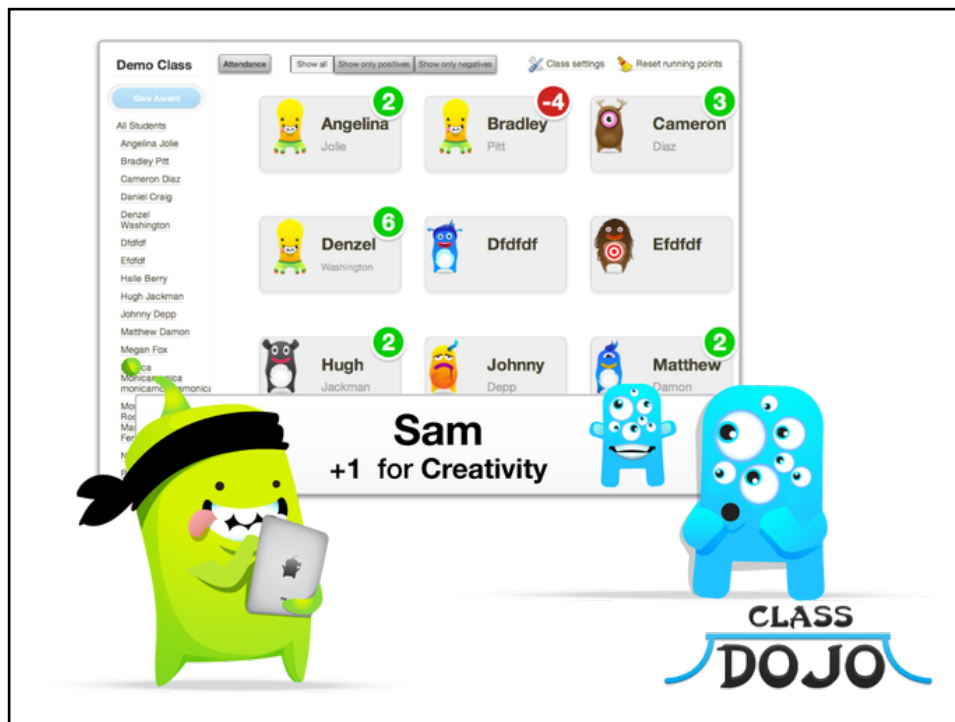 Demo Class
Attendance
Show all
Show only positives
Show only negatives
Class settings
Reset running points
Give Award
All Students
Angelina Jolie
Bradley Pitt
Cameron Diaz
Daniel Craig
Denzel
Washington
Dfdfdf
Efdfdf
Halle Berry
Hugh Jackman
Johnny Depp
Matthew Damon
Megan Fox
2
Angelina
Jolie
-4
Bradley
Pitt
3
Cameron
Diaz
6
Denzel
Washington
Dfdfdf
Efdfdf
2
Hugh
Jackman
Johnny
Depp
2
Matthew
Damon
Sam
+1 for Creativity
CLASS
DOJO